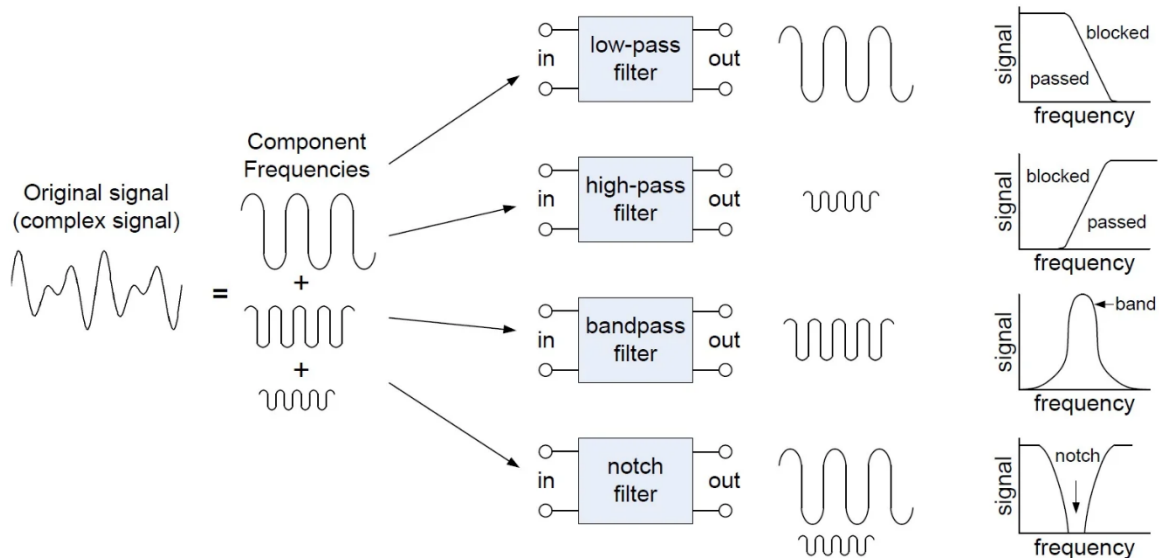 Original signal
(complex signal)
=
Component
Frequencies
+
+
in
low-pass
filter
out
signal
blocked
passed
frequency
in
high-pass
filter
out
signal
blocked
passed
frequency
in
bandpass
filter
out
signal
band
frequency
in
notch
filter
out
signal
notch
frequency